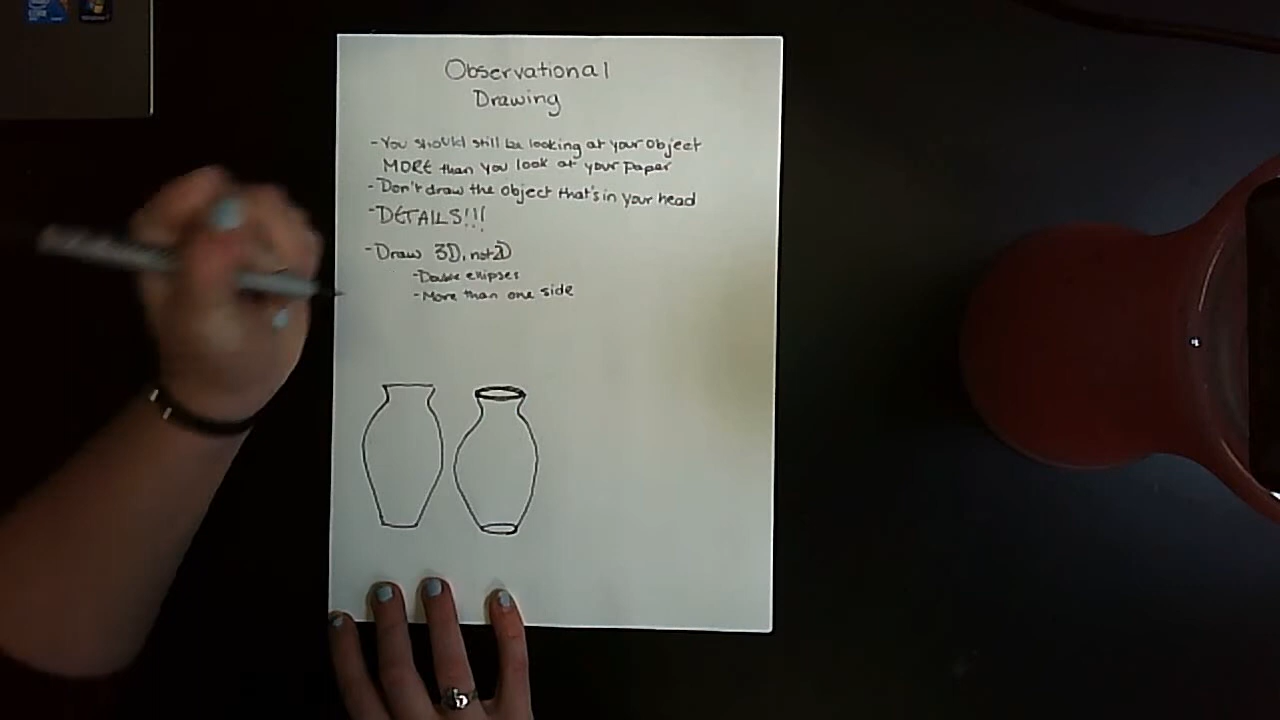 Observational
Drawing
-You should still be looking at your object
MORE than you look at your paper
-Don't draw the object that's in your head
-DETAILS!!!
-Draw 3D, not 2D
-Double elipses
-More than one side